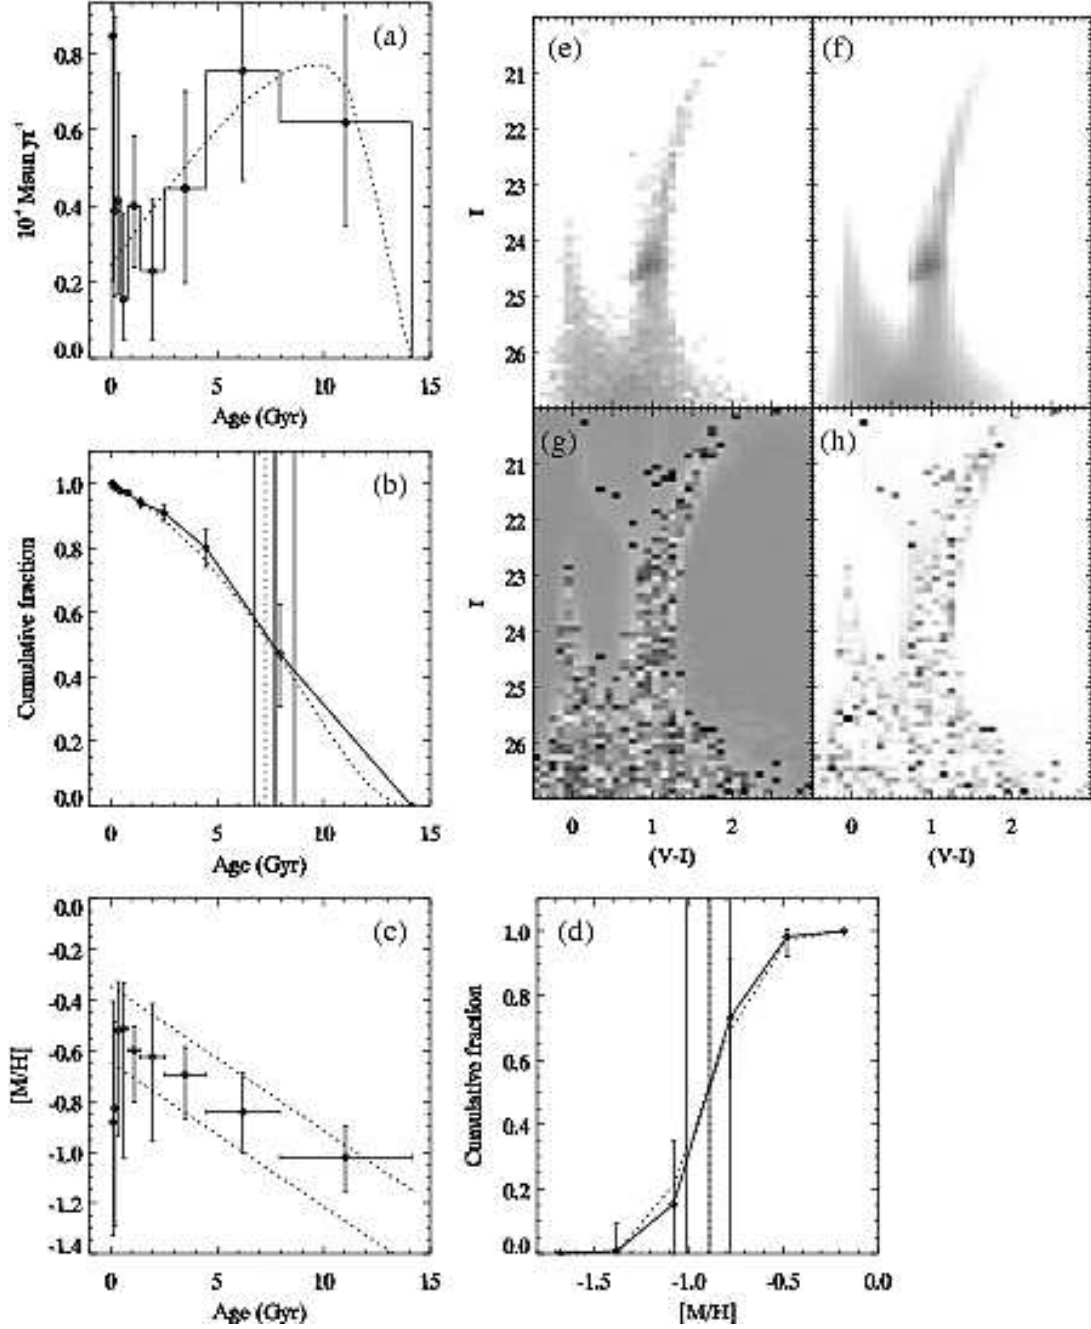 (a)
0.8
0.6
0.4
0.2
0.0
10⁻⁴ Msun yr⁻¹
0 5 10 15
Age (Gyr)
(b)
1.0
0.8
0.6
0.4
0.2
0.0
Cumulative fraction
0 5 10 15
Age (Gyr)
(c)
0.0
-0.2
-0.4
-0.6
-0.8
-1.0
-1.2
-1.4
[M/H]
0 5 10 15
Age (Gyr)
(e)
(f)
21
22
23
24
25
26
I
(g)
(h)
21
22
23
24
25
26
I
0 1 2
(V-I)
0 1 2
(V-I)
(d)
1.0
0.8
0.6
0.4
0.2
0.0
Cumulative fraction
-1.5 -1.0 -0.5 0.0
[M/H]